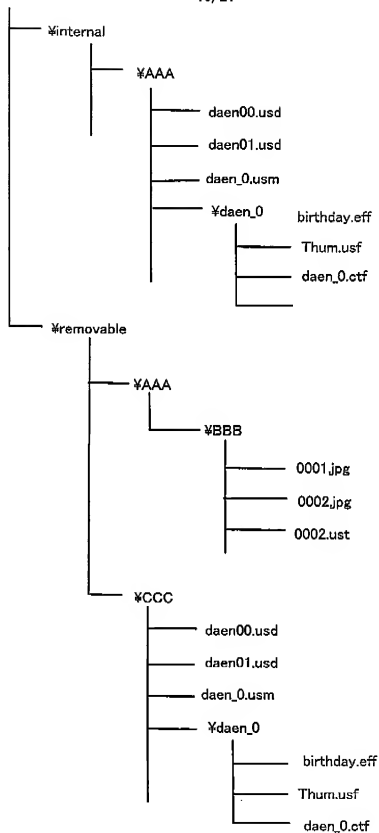 ¥internal
¥AAA
daen00.usd
daen01.usd
daen_0.usm
¥daen_0
birthday.eff
Thum.usf
daen_0.ctf
¥removable
¥AAA
¥BBB
0001.jpg
0002.jpg
0002.ust
¥CCC
daen00.usd
daen01.usd
daen_0.usm
¥daen_0
birthday.eff
Thum.usf
daen_0.ctf